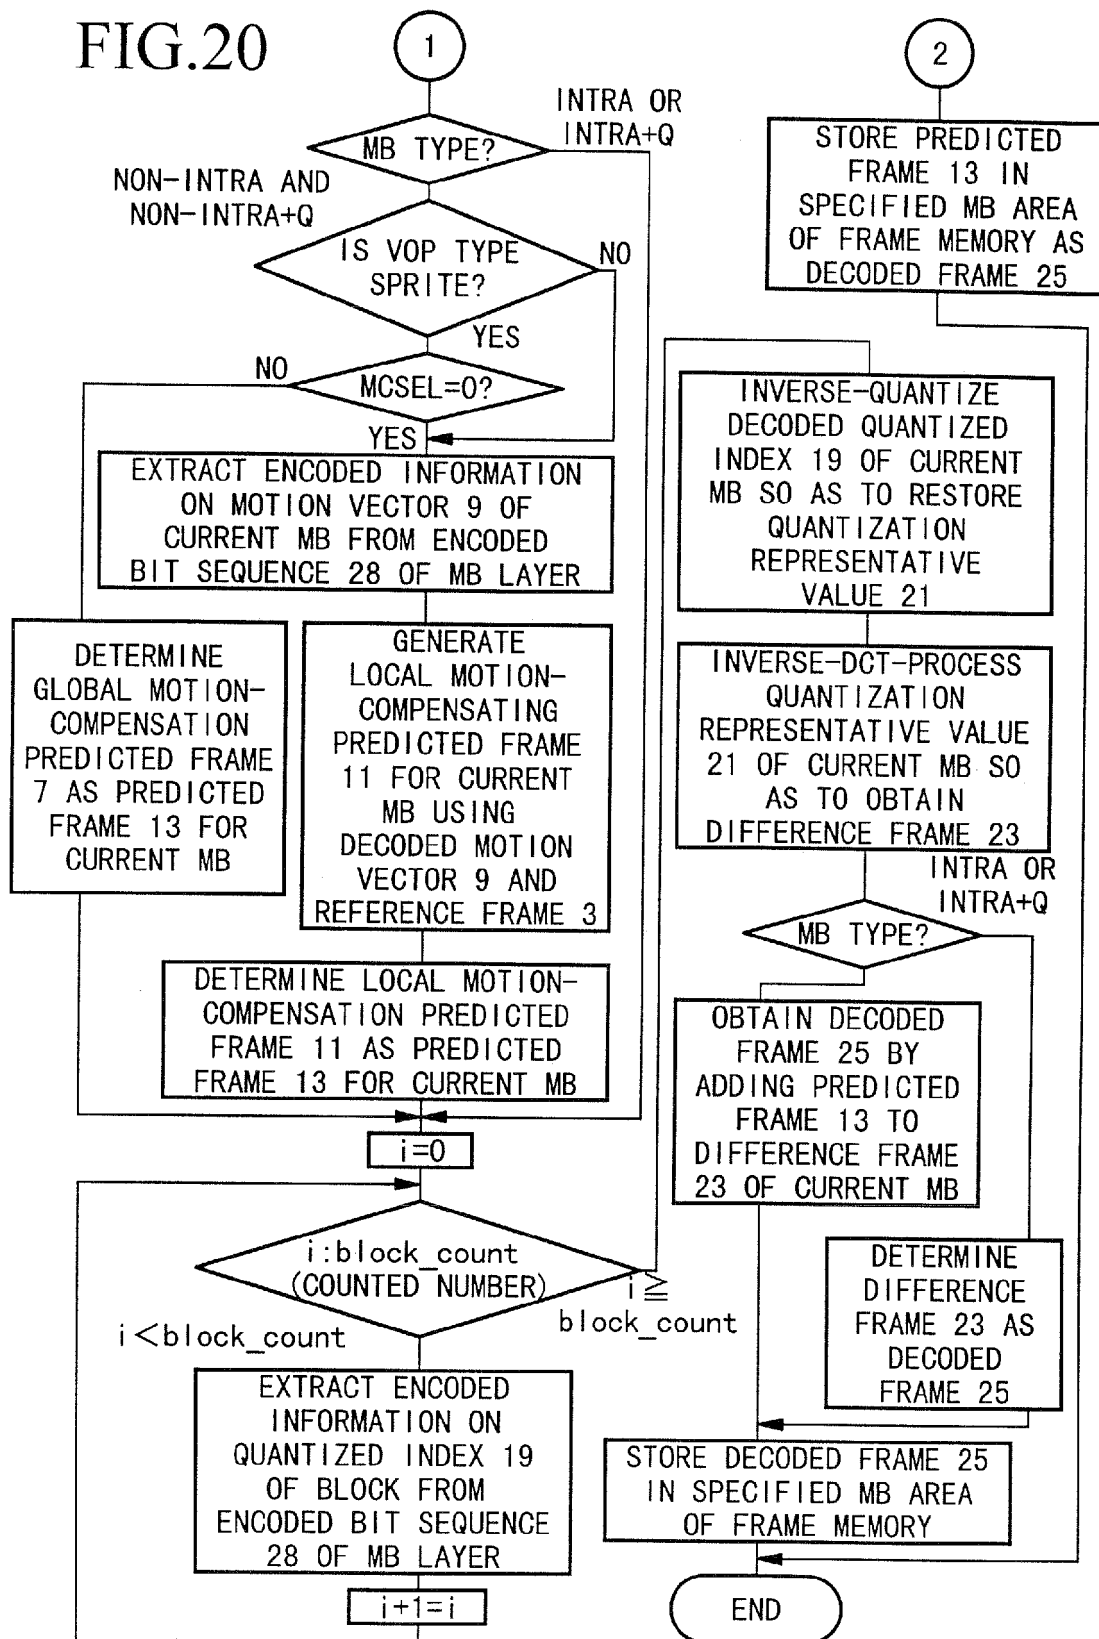 FIG.20
1
MB TYPE?
INTRA OR
INTRA+Q
NON-INTRA AND
NON-INTRA+Q
IS VOP TYPE
SPRITE?
NO
YES
MCSEL=0?
NO
YES
EXTRACT ENCODED INFORMATION
ON MOTION VECTOR 9 OF
CURRENT MB FROM ENCODED
BIT SEQUENCE 28 OF MB LAYER
DETERMINE
GLOBAL MOTION-
COMPENSATION
PREDICTED FRAME
7 AS PREDICTED
FRAME 13 FOR
CURRENT MB
GENERATE
LOCAL MOTION-
COMPENSATING
PREDICTED FRAME
11 FOR CURRENT
MB USING
DECODED MOTION
VECTOR 9 AND
REFERENCE FRAME 3
DETERMINE LOCAL MOTION-
COMPENSATION PREDICTED
FRAME 11 AS PREDICTED
FRAME 13 FOR CURRENT MB
i=0
i:block_count
(COUNTED NUMBER)
i≧
block_count
i<block_count
EXTRACT ENCODED
INFORMATION ON
QUANTIZED INDEX 19
OF BLOCK FROM
ENCODED BIT SEQUENCE
28 OF MB LAYER
i+1=i
2
STORE PREDICTED
FRAME 13 IN
SPECIFIED MB AREA
OF FRAME MEMORY AS
DECODED FRAME 25
INVERSE-QUANTIZE
DECODED QUANTIZED
INDEX 19 OF CURRENT
MB SO AS TO RESTORE
QUANTIZATION
REPRESENTATIVE
VALUE 21
INVERSE-DCT-PROCESS
QUANTIZATION
REPRESENTATIVE VALUE
21 OF CURRENT MB SO
AS TO OBTAIN
DIFFERENCE FRAME 23
INTRA OR
INTRA+Q
MB TYPE?
OBTAIN DECODED
FRAME 25 BY
ADDING PREDICTED
FRAME 13 TO
DIFFERENCE FRAME
23 OF CURRENT MB
DETERMINE
DIFFERENCE
FRAME 23 AS
DECODED
FRAME 25
STORE DECODED FRAME 25
IN SPECIFIED MB AREA
OF FRAME MEMORY
END